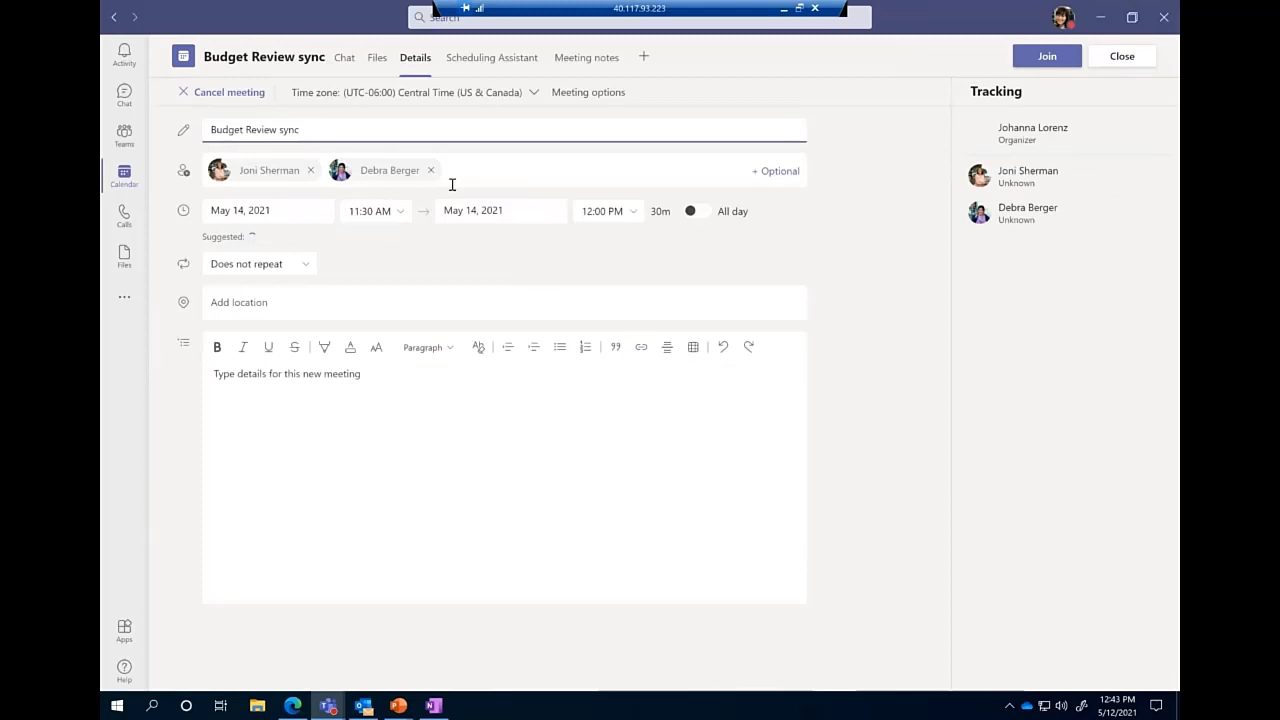 40.117.93.223
Search
Budget Review sync Chat Files Details Scheduling Assistant Meeting notes Join Close
Cancel meeting Time zone: (UTC-06:00) Central Time (US & Canada) Meeting options
Tracking
Activity
Chat
Teams
Calendar
Calls
Files
Apps
Help
Budget Review sync
Joni Sherman Debra Berger + Optional
May 14, 2021 11:30 AM → May 14, 2021 12:00 PM 30m All day
Suggested:
Does not repeat
Add location
B I U S AA Paragraph Ab
Type details for this new meeting
Johanna Lorenz
Organizer
Joni Sherman
Unknown
Debra Berger
Unknown
12:43 PM
5/12/2021